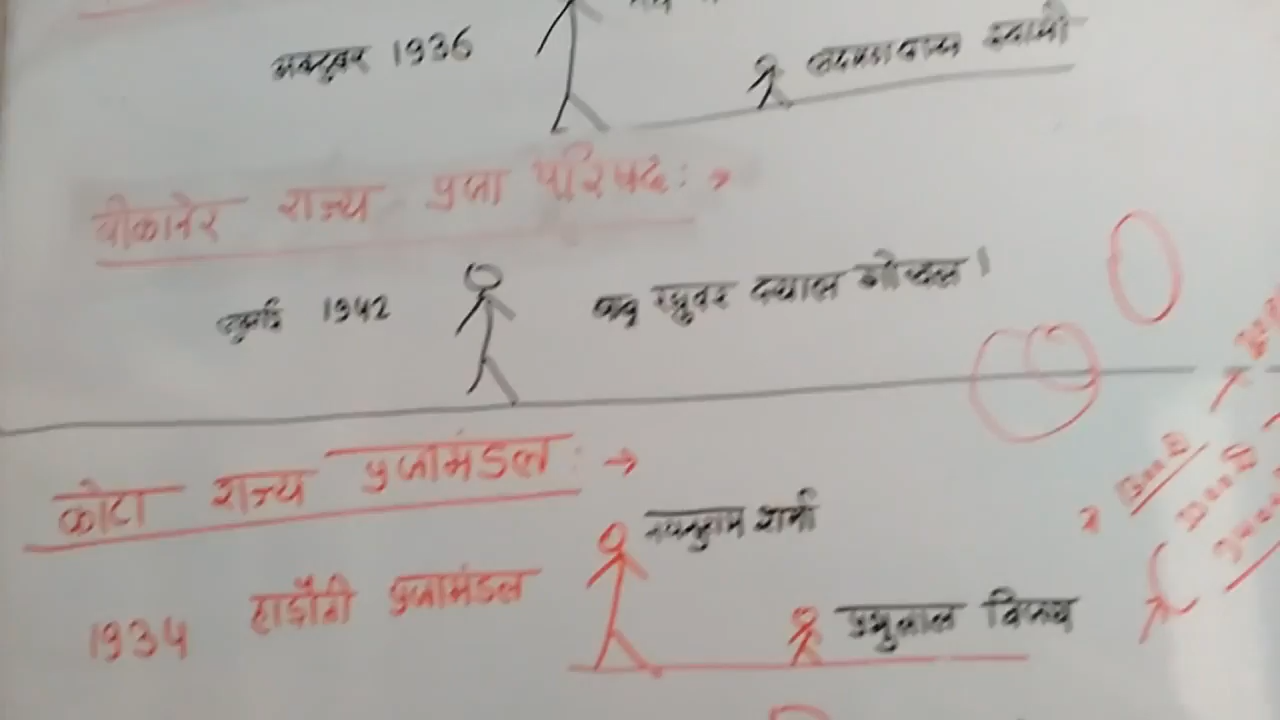 अक्टूबर 1936
स्वामी
बीकानेर राज्य प्रजा परिषद :→
जुलाई 1942 बाबू रघुवर दयाल गोयल।
कोटा राज्य प्रजामंडल :→
नयनुराम शर्मा
1934 हाड़ौती प्रजामंडल
प्रभुलाल विजय